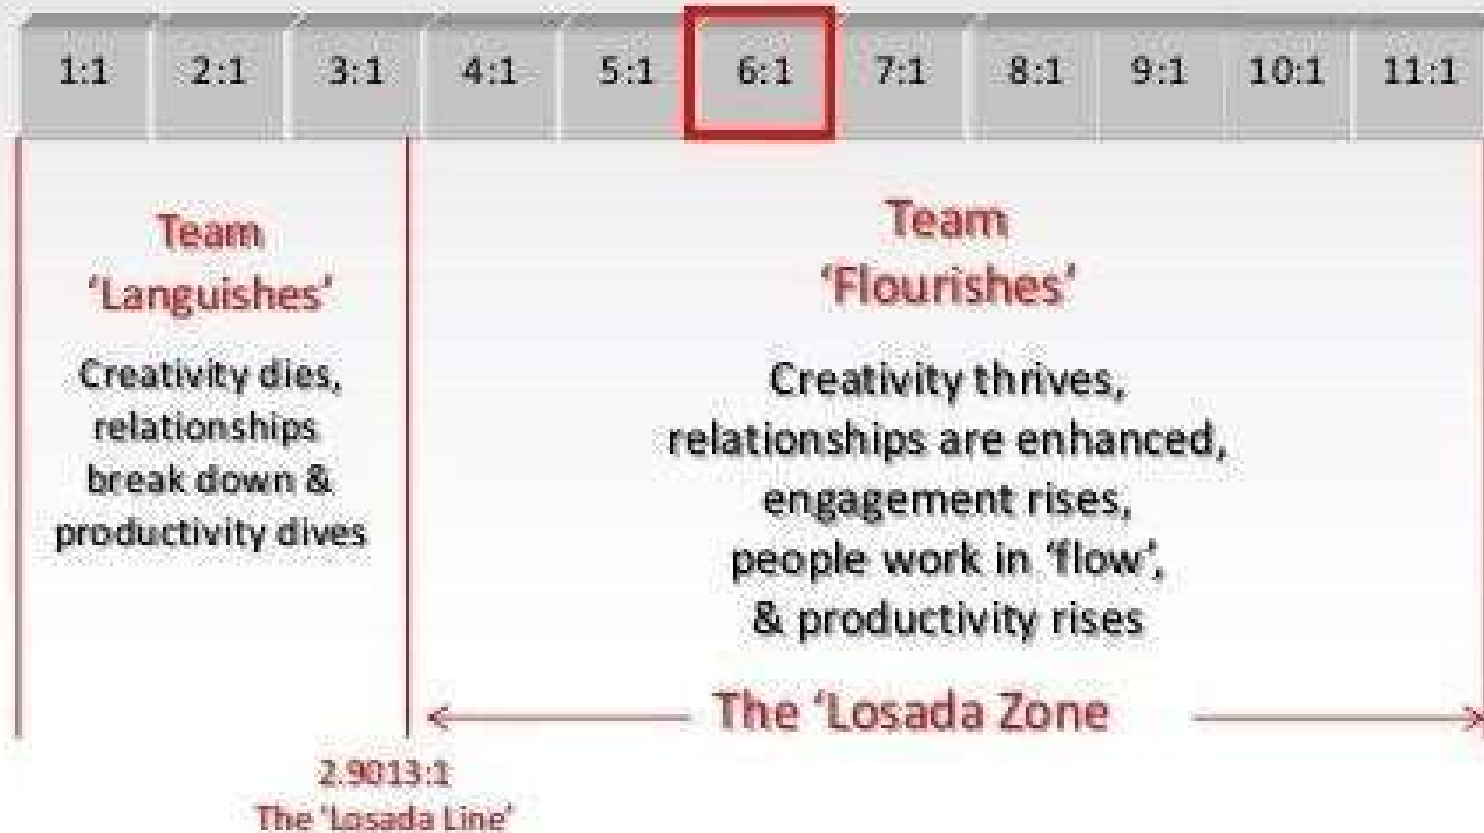 1:1 2:1 3:1 4:1 5:1 6:1 7:1 8:1 9:1 10:1 11:1
Team
'Languishes'
Creativity dies,
relationships
break down &
productivity dives
Team
'Flourishes'
Creativity thrives,
relationships are enhanced,
engagement rises,
people work in 'flow',
& productivity rises
The 'Losada Zone
2.9013:1
The 'Losada Line'